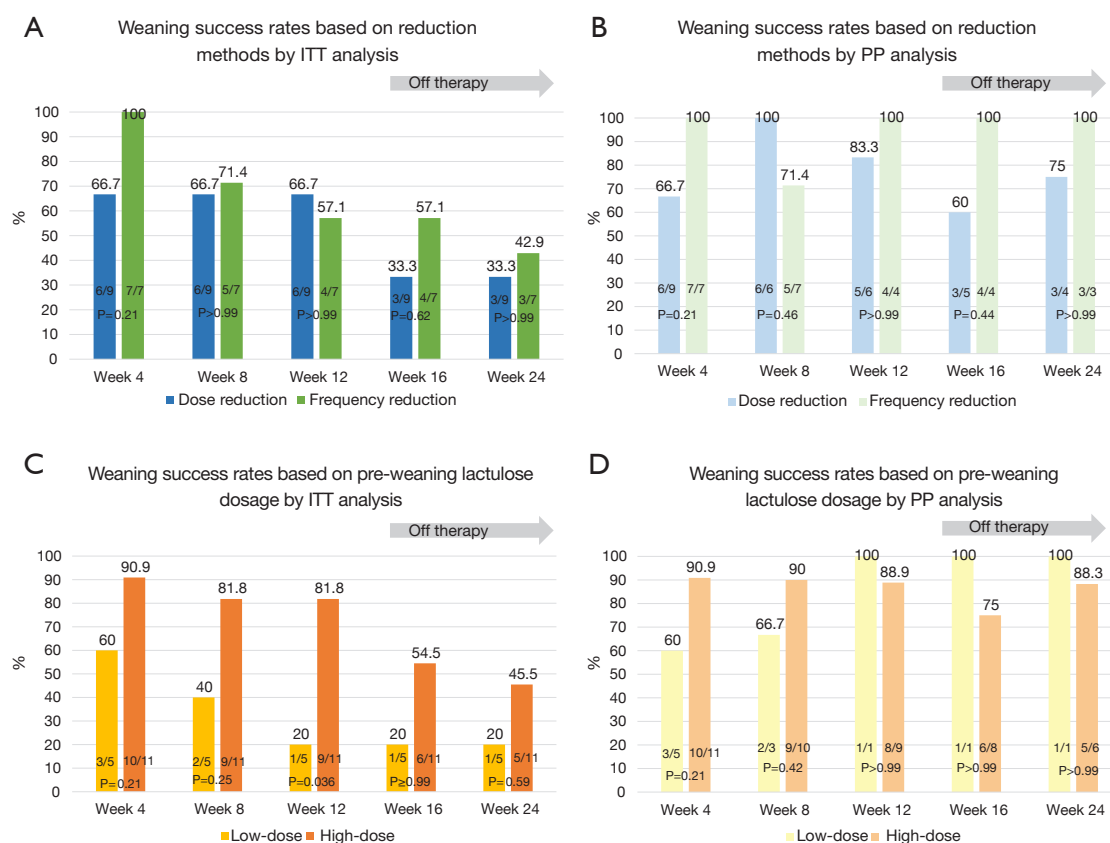 A
Weaning success rates based on reduction
methods by ITT analysis
Off therapy
100
90
80
70
60
50
40
30
20
10
0
%
66.7 100
66.7 71.4
66.7 57.1
33.3 57.1
33.3 42.9
6/9 7/7 6/9 5/7 6/9 4/7 3/9 4/7 3/9 3/7
P=0.21 P>0.99 P>0.99 P=0.62 P>0.99
Week 4 Week 8 Week 12 Week 16 Week 24
Dose reduction Frequency reduction
B
Weaning success rates based on reduction
methods by PP analysis
Off therapy
100
90
80
70
60
50
40
30
20
10
0
%
66.7 100
100 71.4
83.3 100
60 100
75 100
6/9 7/7 6/6 5/7 5/6 4/4 3/5 4/4 3/4 3/3
P=0.21 P=0.46 P>0.99 P=0.44 P>0.99
Week 4 Week 8 Week 12 Week 16 Week 24
Dose reduction Frequency reduction
C
Weaning success rates based on pre-weaning lactulose
dosage by ITT analysis
Off therapy
100
90
80
70
60
50
40
30
20
10
0
%
60 90.9
40 81.8
20 81.8
20 54.5
20 45.5
3/5 10/11 2/5 9/11 1/5 9/11 1/5 6/11 1/5 5/11
P=0.21 P=0.25 P=0.036 P≥0.99 P=0.59
Week 4 Week 8 Week 12 Week 16 Week 24
Low-dose High-dose
D
Weaning success rates based on pre-weaning
lactulose dosage by PP analysis
Off therapy
100
90
80
70
60
50
40
30
20
10
0
%
60 90.9
66.7 90
100 88.9
100 75
100 88.3
3/5 10/11 2/3 9/10 1/1 8/9 1/1 6/8 1/1 5/6
P=0.21 P=0.42 P>0.99 P>0.99 P>0.99
Week 4 Week 8 Week 12 Week 16 Week 24
Low-dose High-dose